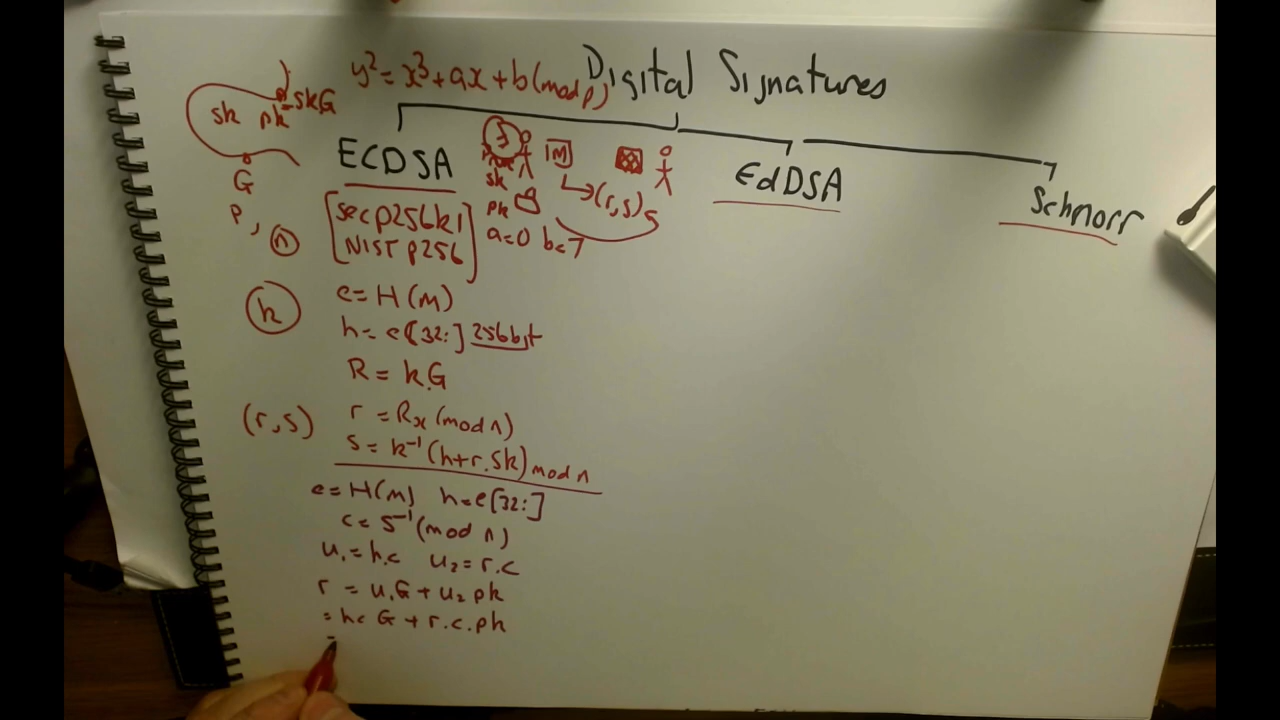 Digital Signatures
y² = x³ + ax + b (mod p)
sk pk = skG
G
p, n
ECDSA
EdDSA
Schnorr
M
sk
pk
(r,s)
secp256k1
NIST p256
a=0 b=7
k
e = H(M)
h = e[32:] 256bit
R = k.G
(r,s)
r = Rx (mod n)
s = k⁻¹(h+r.sk) mod n
e = H(m) h=e[32:]
c = s⁻¹ (mod n)
u₁ = h.c u₂ = r.c
r = u₁G + u₂ pk
= hc G + r.c.pk
=